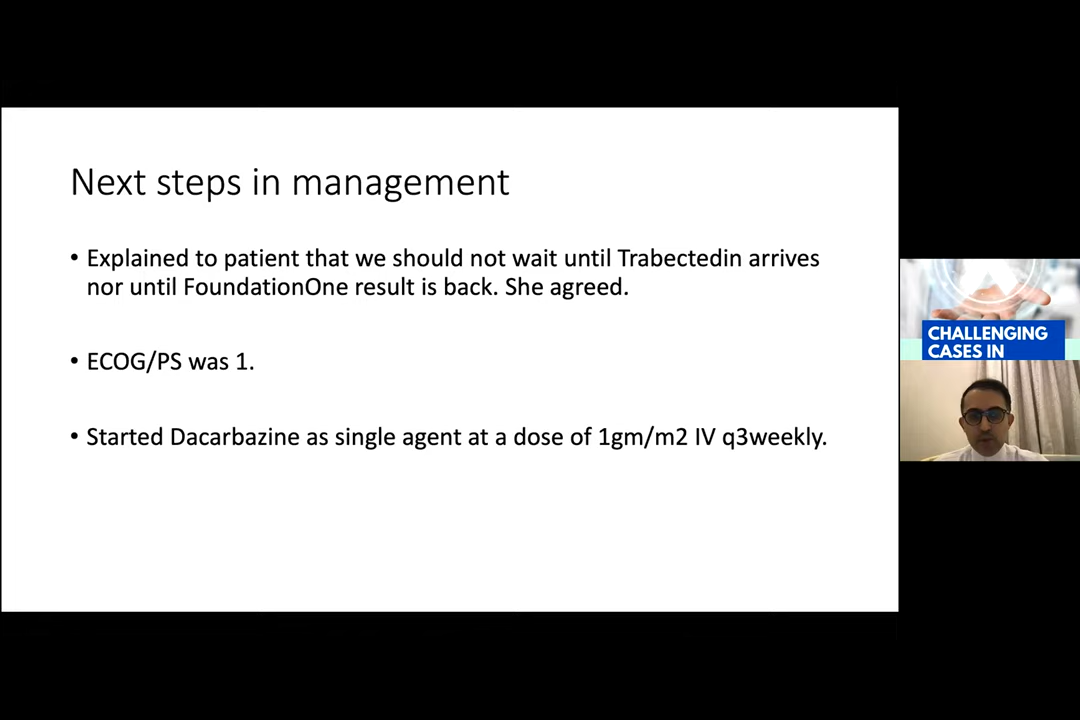 Next steps in management
• Explained to patient that we should not wait until Trabectedin arrives
nor until FoundationOne result is back. She agreed.
• ECOG/PS was 1.
• Started Dacarbazine as single agent at a dose of 1gm/m2 IV q3weekly.
CHALLENGING
CASES IN